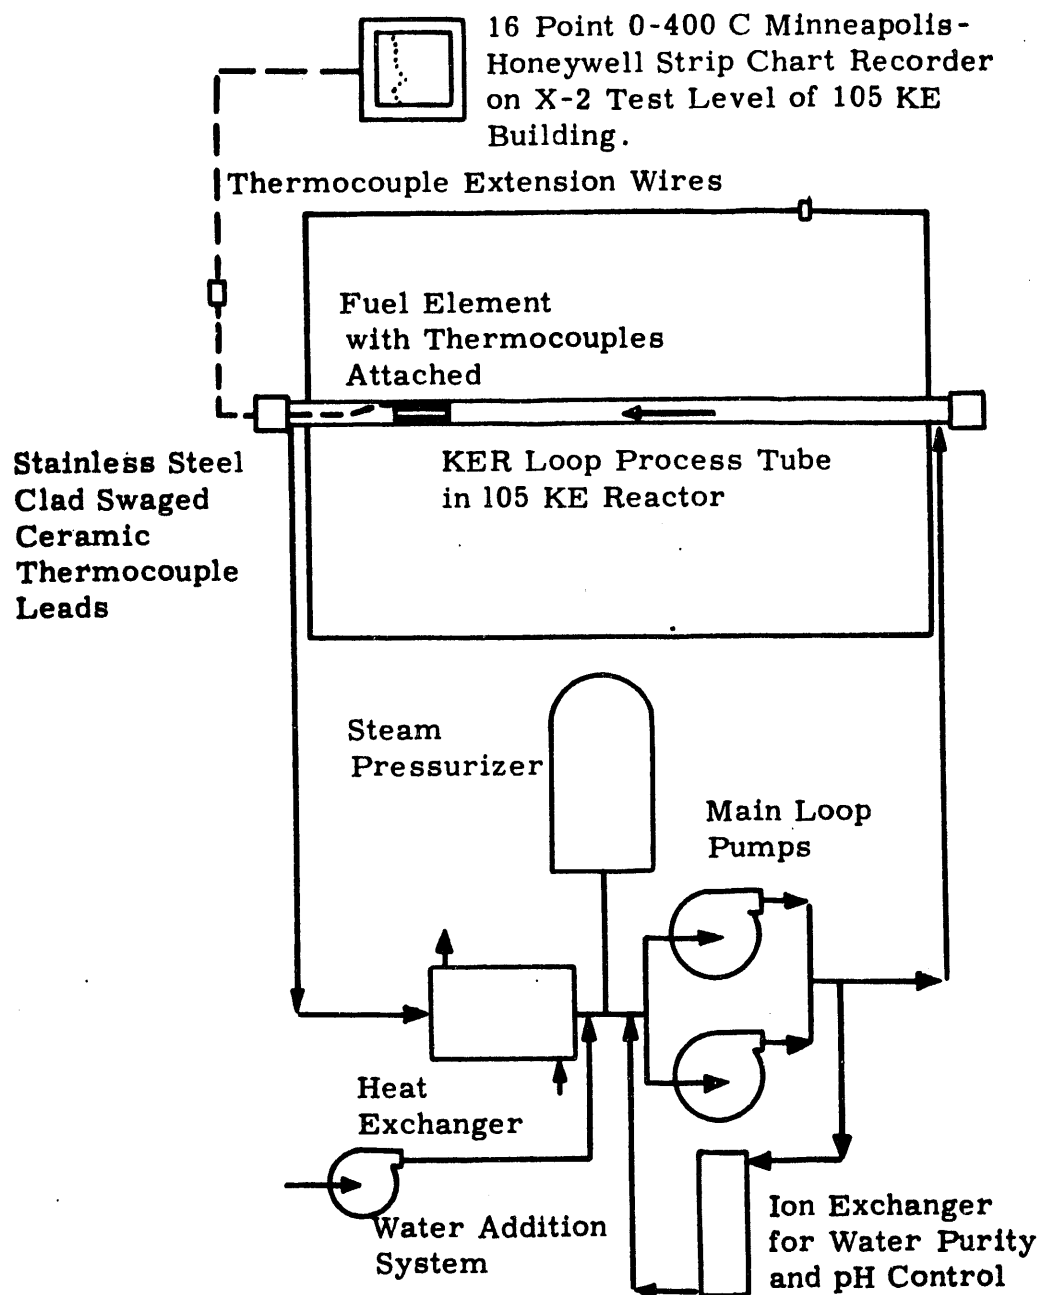 16 Point 0-400 C Minneapolis-
Honeywell Strip Chart Recorder
on X-2 Test Level of 105 KE
Building.
Thermocouple Extension Wires
Fuel Element
with Thermocouples
Attached
Stainless Steel
Clad Swaged
Ceramic
Thermocouple
Leads
KER Loop Process Tube
in 105 KE Reactor
Steam
Pressurizer
Main Loop
Pumps
Heat
Exchanger
Water Addition
System
Ion Exchanger
for Water Purity
and pH Control